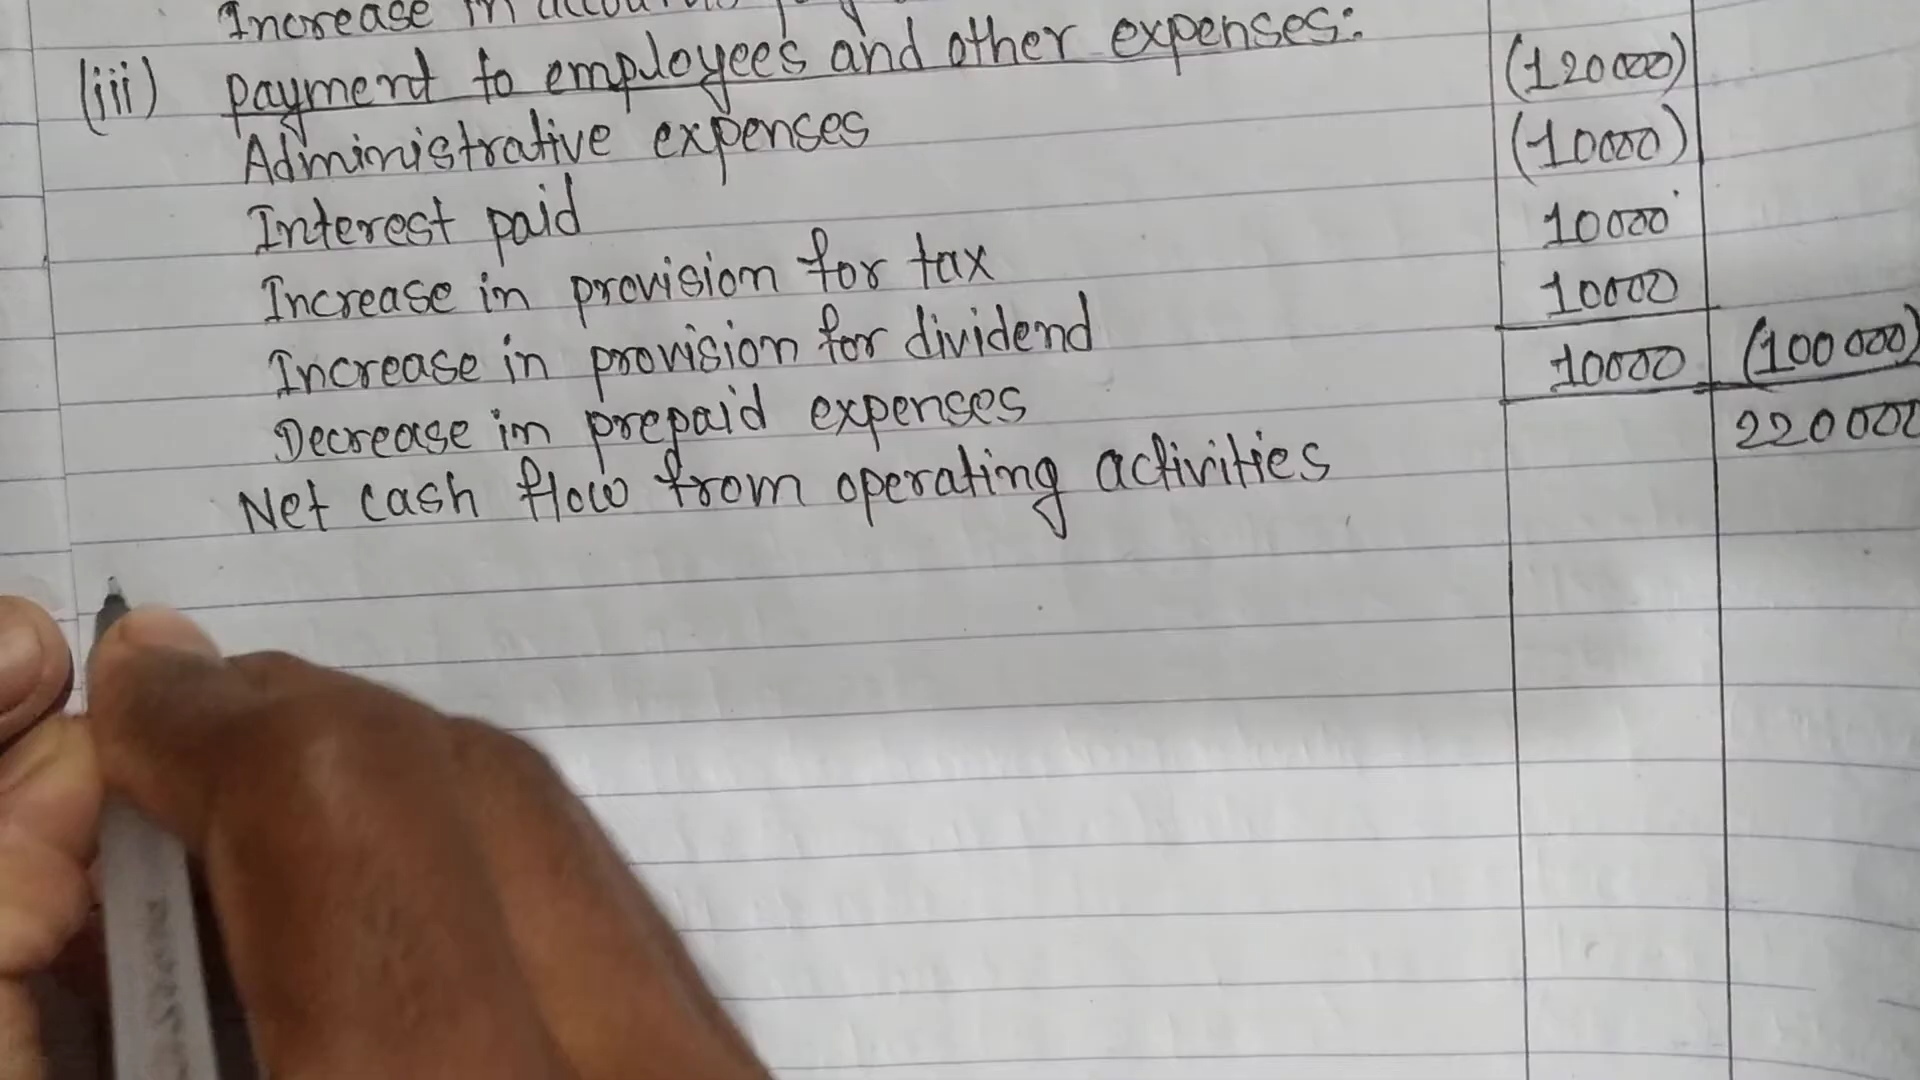 Increase in
(iii) payment to employees and other expenses:
Administrative expenses (120000)
Interest paid (10000)
Increase in provision for tax 10000
Increase in provision for dividend 10000
Decrease in prepaid expenses 10000 (100000)
Net cash flow from operating activities 220000